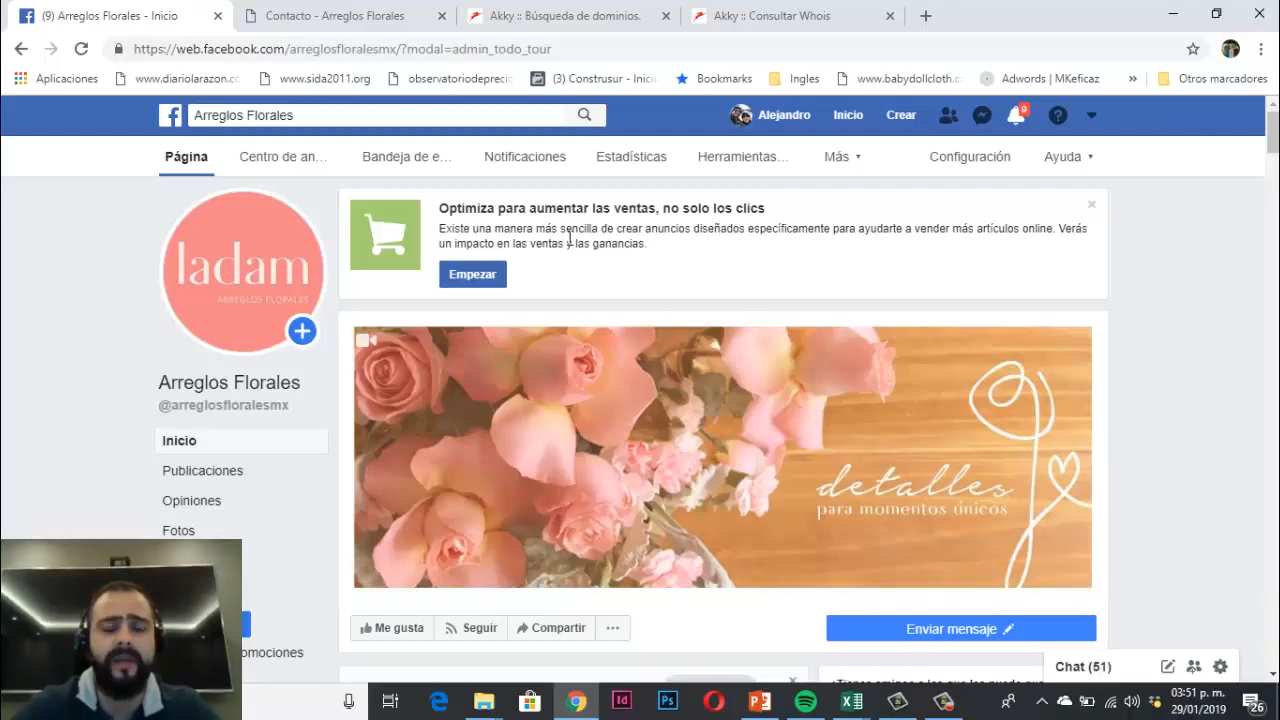 (9) Arreglos Florales - Inicio
Contacto - Arreglos Florales
Akky :: Búsqueda de dominios.
Akky :: Consultar Whois
https://web.facebook.com/arreglosfloralesmx/?modal=admin_todo_tour
Aplicaciones
www.diariolarazon.co
www.sida2011.org
observatoriodeprecio
(3) Construsur - Inicio
Bookmarks
Ingles
www.babydollcloth.c
Adwords | MKeficaz
»
Otros marcadores
Arreglos Florales
Alejandro
Inicio
Crear
9
Página
Centro de an...
Bandeja de e...
Notificaciones
Estadísticas
Herramientas...
Más
Configuración
Ayuda
ladam
ARREGLOS FLORALES
Optimiza para aumentar las ventas, no solo los clics
Existe una manera más sencilla de crear anuncios diseñados específicamente para ayudarte a vender más artículos online. Verás
un impacto en las ventas y las ganancias.
Empezar
Arreglos Florales
@arreglosfloralesmx
Inicio
Publicaciones
Opiniones
Fotos
omociones
detalles
para momentos únicos
Me gusta
Seguir
Compartir
...
Enviar mensaje
Chat (51)
03:51 p. m.
29/01/2019
26